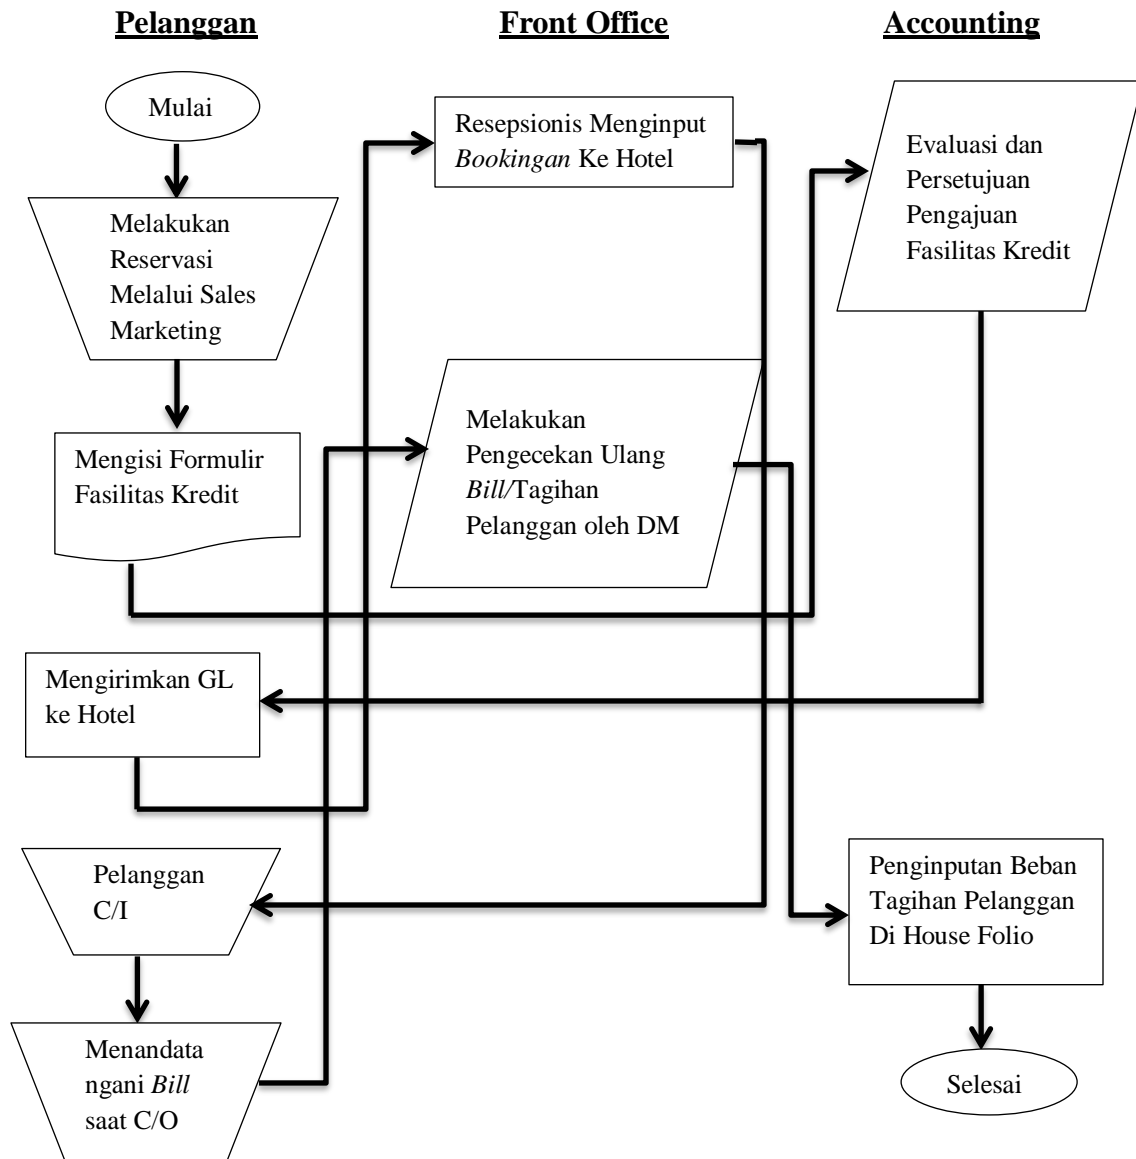 Pelanggan
Front Office
Accounting
Mulai
Melakukan
Reservasi
Melalui Sales
Marketing
Mengisi Formulir
Fasilitas Kredit
Mengirimkan GL
ke Hotel
Pelanggan
C/I
Menandata
ngani Bill
saat C/O
Resepsionis Menginput
Bookingan Ke Hotel
Melakukan
Pengecekan Ulang
Bill/Tagihan
Pelanggan oleh DM
Evaluasi dan
Persetujuan
Pengajuan
Fasilitas Kredit
Penginputan Beban
Tagihan Pelanggan
Di House Folio
Selesai